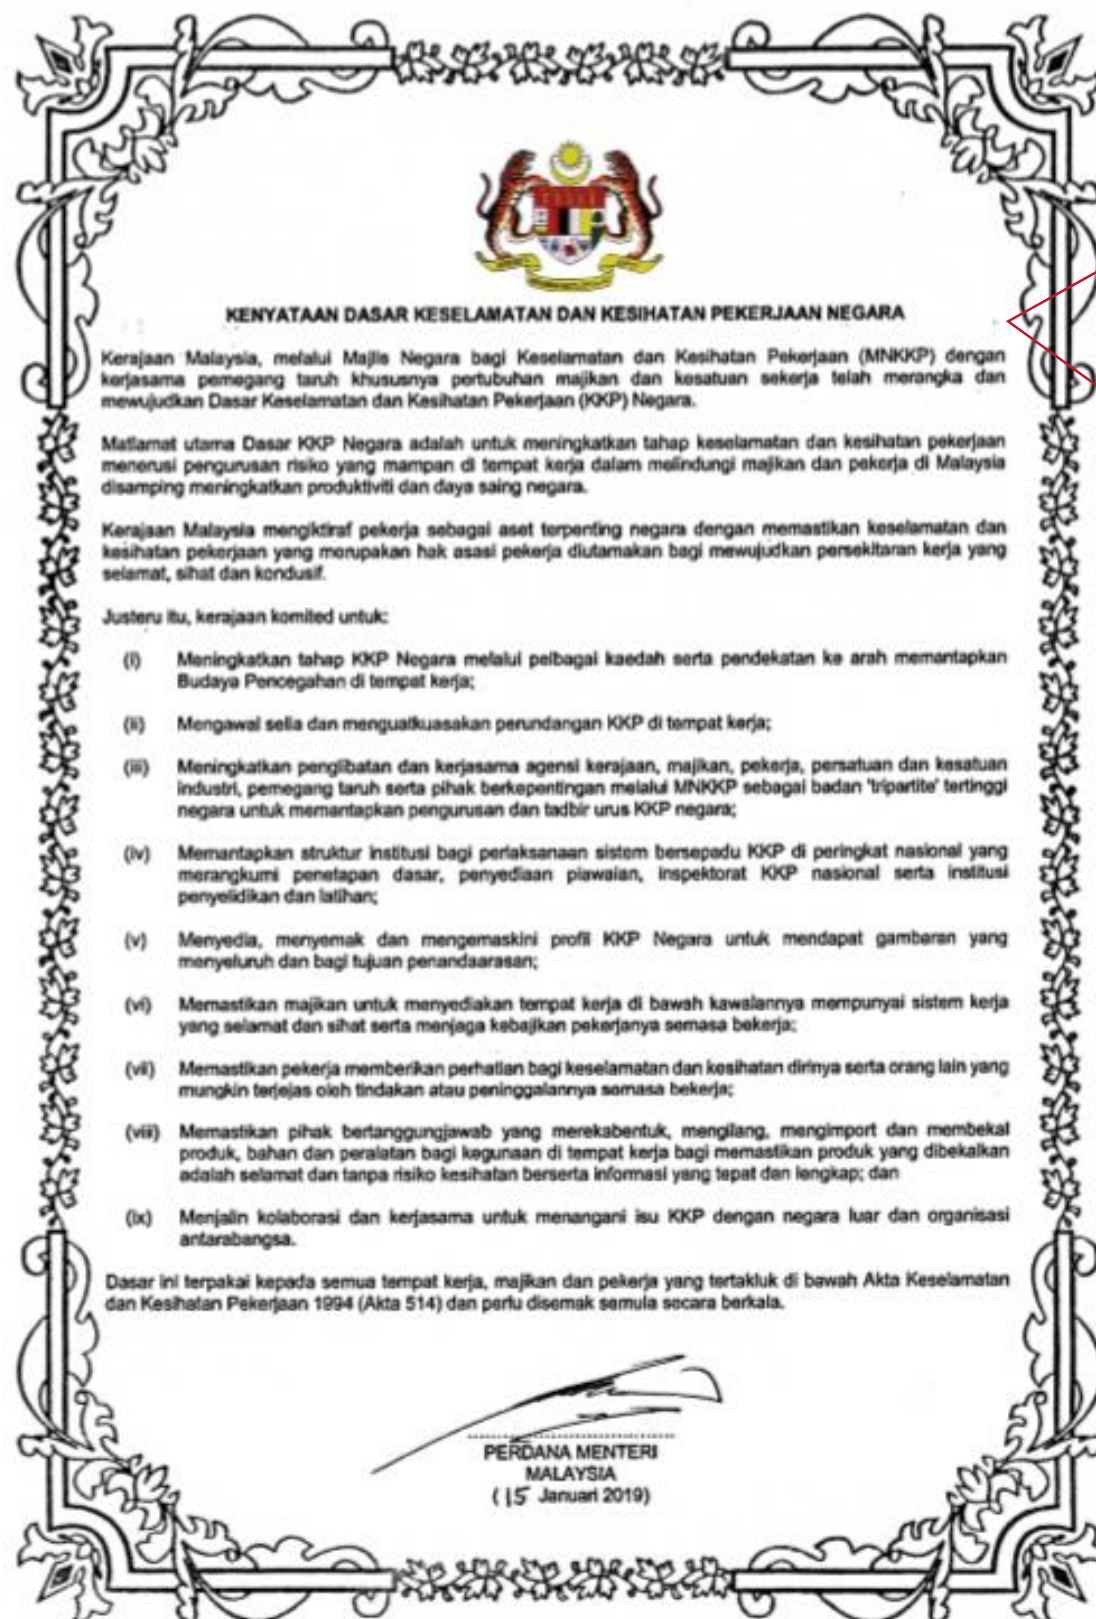 KENYATAAN DASAR KESELAMATAN DAN KESIHATAN PEKERJAAN NEGARA
Kerajaan Malaysia, melalui Majlis Negara bagi Keselamatan dan Kesihatan Pekerjaan (MNKKP) dengan
kerjasama pemegang taruh khususnya pertubuhan majikan dan kesatuan sekerja telah merangka dan
mewujudkan Dasar Keselamatan dan Kesihatan Pekerjaan (KKP) Negara.
Matlamat utama Dasar KKP Negara adalah untuk meningkatkan tahap keselamatan dan kesihatan pekerjaan
menerusi pengurusan risiko yang mampan di tempat kerja dalam melindungi majikan dan pekerja di Malaysia
disamping meningkatkan produktiviti dan daya saing negara.
Kerajaan Malaysia mengiktiraf pekerja sebagai aset terpenting negara dengan memastikan keselamatan dan
kesihatan pekerjaan yang merupakan hak asasi pekerja diutamakan bagi mewujudkan persekitaran kerja yang
selamat, sihat dan kondusif.
Justeru itu, kerajaan komited untuk:
(i) Meningkatkan tahap KKP Negara melalui pelbagai kaedah serta pendekatan ke arah memantapkan
Budaya Pencegahan di tempat kerja;
(ii) Mengawal selia dan menguatkuasakan perundangan KKP di tempat kerja;
(iii) Meningkatkan penglibatan dan kerjasama agensi kerajaan, majikan, pekerja, persatuan dan kesatuan
industri, pemegang taruh serta pihak berkepentingan melalui MNKKP sebagai badan 'tripartite' tertinggi
negara untuk memantapkan pengurusan dan tadbir urus KKP negara;
(iv) Memantapkan struktur institusi bagi perlaksanaan sistem bersepadu KKP di peringkat nasional yang
merangkumi penetapan dasar, penyediaan piawaian, inspektorat KKP nasional serta institusi
penyelidikan dan latihan;
(v) Menyedia, menyemak dan mengemaskini profil KKP Negara untuk mendapat gambaran yang
menyeluruh dan bagi tujuan penandaarasan;
(vi) Memastikan majikan untuk menyediakan tempat kerja di bawah kawalannya mempunyai sistem kerja
yang selamat dan sihat serta menjaga kebajikan pekerjanya semasa bekerja;
(vii) Memastikan pekerja memberikan perhatian bagi keselamatan dan kesihatan dirinya serta orang lain yang
mungkin terjejas oleh tindakan atau peninggalannya semasa bekerja;
(viii) Memastikan pihak bertanggungjawab yang merekabentuk, mengilang, mengimport dan membekal
produk, bahan dan peralatan bagi kegunaan di tempat kerja bagi memastikan produk yang dibekalkan
adalah selamat dan tanpa risiko kesihatan berserta informasi yang tepat dan lengkap; dan
(ix) Menjalin kolaborasi dan kerjasama untuk menangani isu KKP dengan negara luar dan organisasi
antarabangsa.
Dasar ini terpakai kepada semua tempat kerja, majikan dan pekerja yang tertakluk di bawah Akta Keselamatan
dan Kesihatan Pekerjaan 1994 (Akta 514) dan perlu disemak semula secara berkala.
PERDANA MENTERI
MALAYSIA
(15 Januari 2019)